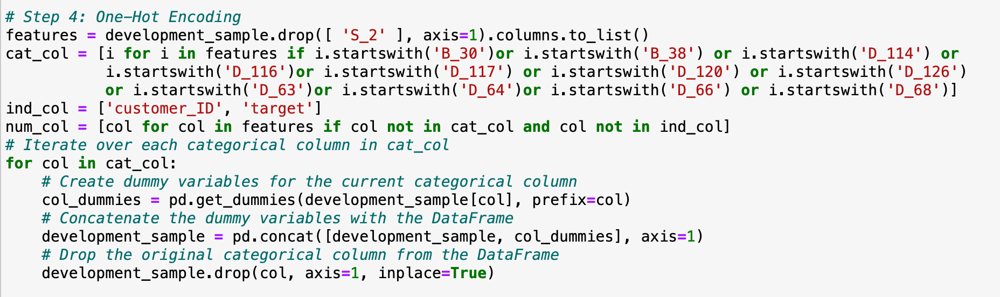 # Step 4: One-Hot Encoding
features = development_sample.drop([ 'S_2' ], axis=1).columns.to_list()
cat_col = [i for i in features if i.startswith('B_30')or i.startswith('B_38') or i.startswith('D_114') or
           i.startswith('D_116')or i.startswith('D_117') or i.startswith('D_120') or i.startswith('D_126')
           or i.startswith('D_63')or i.startswith('D_64')or i.startswith('D_66') or i.startswith('D_68')]
ind_col = ['customer_ID', 'target']
num_col = [col for col in features if col not in cat_col and col not in ind_col]
# Iterate over each categorical column in cat_col
for col in cat_col:
    # Create dummy variables for the current categorical column
    col_dummies = pd.get_dummies(development_sample[col], prefix=col)
    # Concatenate the dummy variables with the DataFrame
    development_sample = pd.concat([development_sample, col_dummies], axis=1)
    # Drop the original categorical column from the DataFrame
    development_sample.drop(col, axis=1, inplace=True)